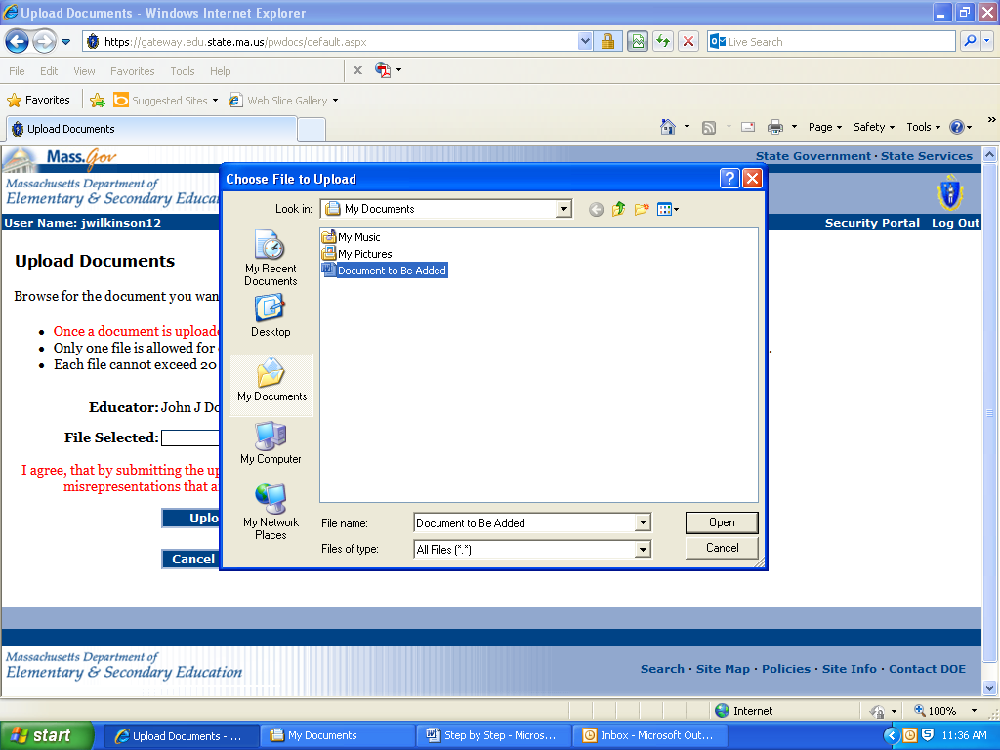 Upload Documents - Windows Internet Explorer
https://gateway.edu.state.ma.us/pwdocs/default.aspx
Live Search
File Edit View Favorites Tools Help
Favorites Suggested Sites Web Slice Gallery
Upload Documents
Page Safety Tools
Mass.Gov
State Government · State Services
Massachusetts Department of
Elementary & Secondary
User Name: jwilkinson12
Security Portal Log Out
Upload Documents
Browse for the document you wan
Once a document is uploade
Only one file is allowed for
Each file cannot exceed 20
Educator: John J Do
File Selected:
I agree, that by submitting the up
misrepresentations that a
Uplo
Cancel
Choose File to Upload
Look in: My Documents
My Recent
Documents
Desktop
My Documents
My Computer
My Network
Places
My Music
My Pictures
Document to Be Added
File name: Document to Be Added Open
Files of type: All Files (*.*) Cancel
Massachusetts Department of
Elementary & Secondary Education
Search · Site Map · Policies · Site Info · Contact DOE
Internet 100%
start Upload Documents - ... My Documents Step by Step - Micros... Inbox - Microsoft Out... 11:36 AM